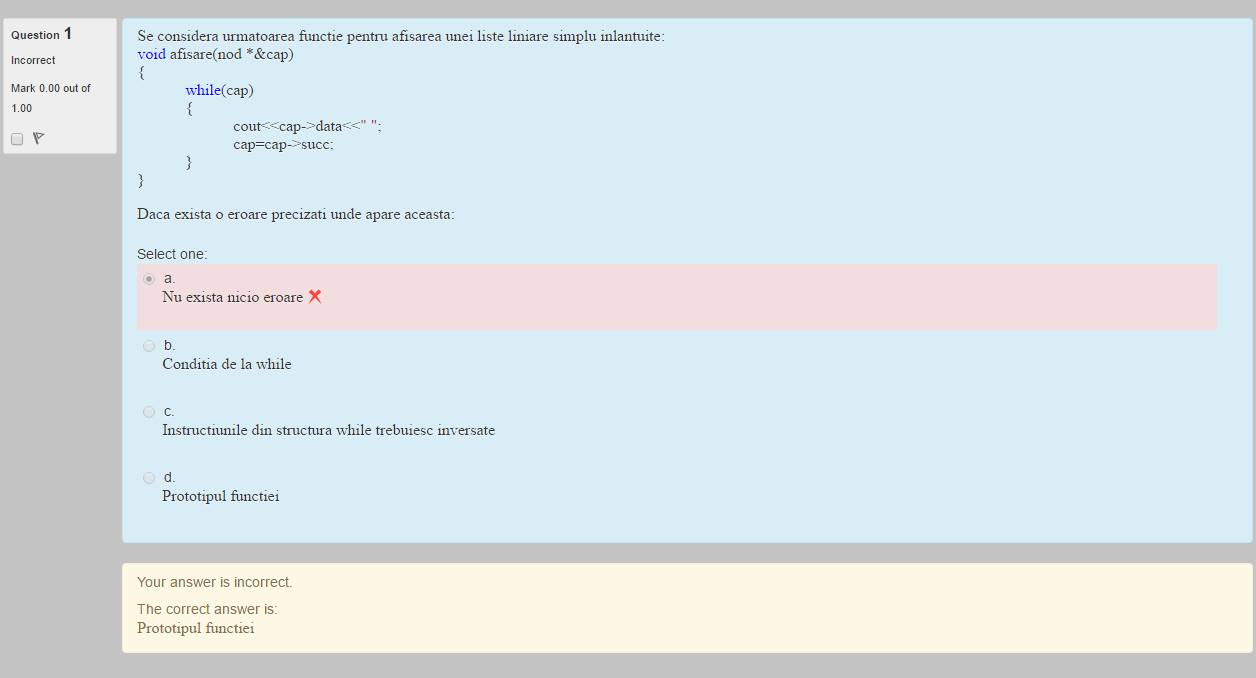 Question 1
Incorrect
Mark 0.00 out of
1.00
Se considera urmatoarea functie pentru afisarea unei liste liniare simplu inlantuite:
void afisare(nod *&cap)
{
while(cap)
{
cout<<cap->data<<" ";
cap=cap->succ;
}
}
Daca exista o eroare precizati unde apare aceasta:
Select one:
a.
Nu exista nicio eroare
b.
Conditia de la while
c.
Instructiunile din structura while trebuiesc inversate
d.
Prototipul functiei
Your answer is incorrect.
The correct answer is:
Prototipul functiei